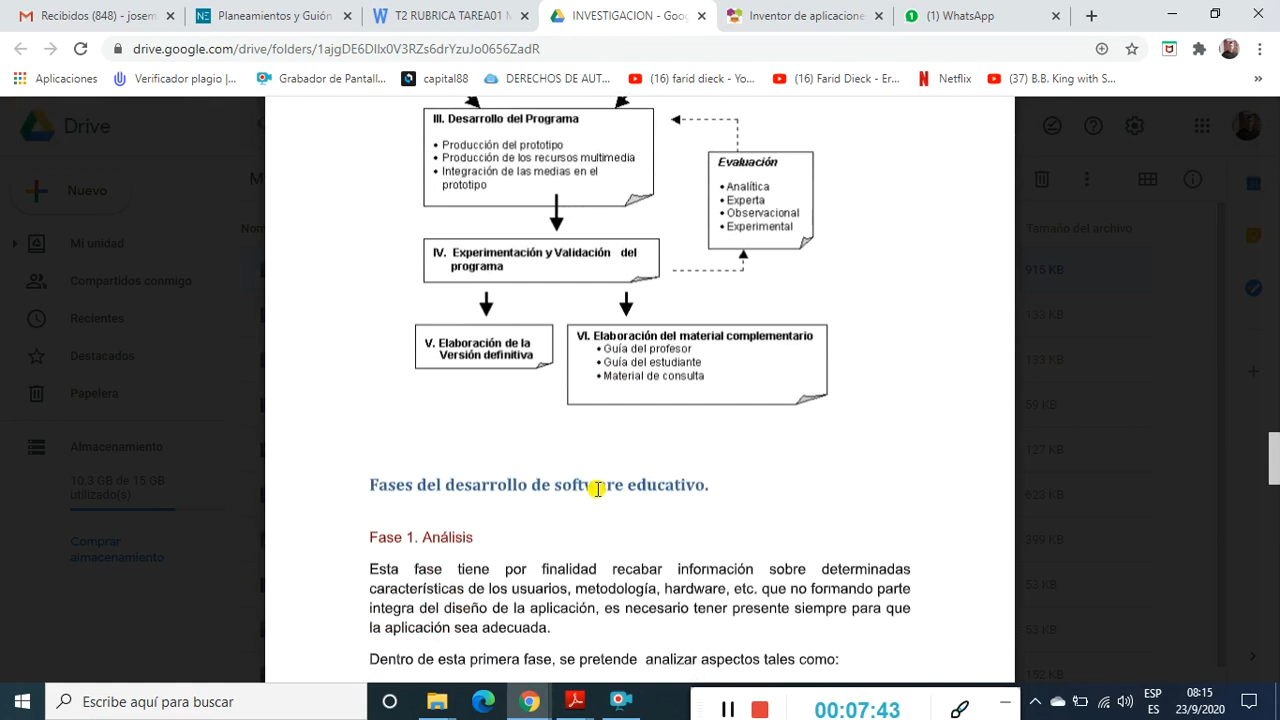 Recibidos (848) - josem
Planeamientos y Guión
T2 RUBRICA TAREA01 M
INVESTIGACION - Goog
Inventor de aplicacione
(1) WhatsApp
drive.google.com/drive/folders/1ajgDE6DlIx0V3RZs6drYzuJo0656ZadR
Aplicaciones
Verificador plagio |...
Grabador de Pantall...
capital88
DERECHOS DE AUT...
(16) farid dieck - Yo...
(16) Farid Dieck - Er...
Netflix
(37) B.B. King with S...
»
Drive
Nuevo
Mi unidad
Compartidos conmigo
Recientes
Destacados
Papelera
Almacenamiento
10.3 GB de 15 GB
utilizado(s)
Comprar
almacenamiento
III. Desarrollo del Programa
• Producción del prototipo
• Producción de los recursos multimedia
• Integración de las medias en el
prototipo
Evaluación
• Analítica
• Experta
• Observacional
• Experimental
IV. Experimentación y Validación del
programa
V. Elaboración de la
Versión definitiva
VI. Elaboración del material complementario
• Guía del profesor
• Guía del estudiante
• Material de consulta
Fases del desarrollo de software educativo.
Fase 1. Análisis
Esta fase tiene por finalidad recabar información sobre determinadas
características de los usuarios, metodología, hardware, etc. que no formando parte
integra del diseño de la aplicación, es necesario tener presente siempre para que
la aplicación sea adecuada.
Dentro de esta primera fase, se pretende analizar aspectos tales como:
Tamaño del archivo
915 KB
133 KB
133 KB
59 KB
127 KB
623 KB
399 KB
53 KB
53 KB
152 KB
Escribe aquí para buscar
00:07:43
ESP
ES
08:15
23/9/2020